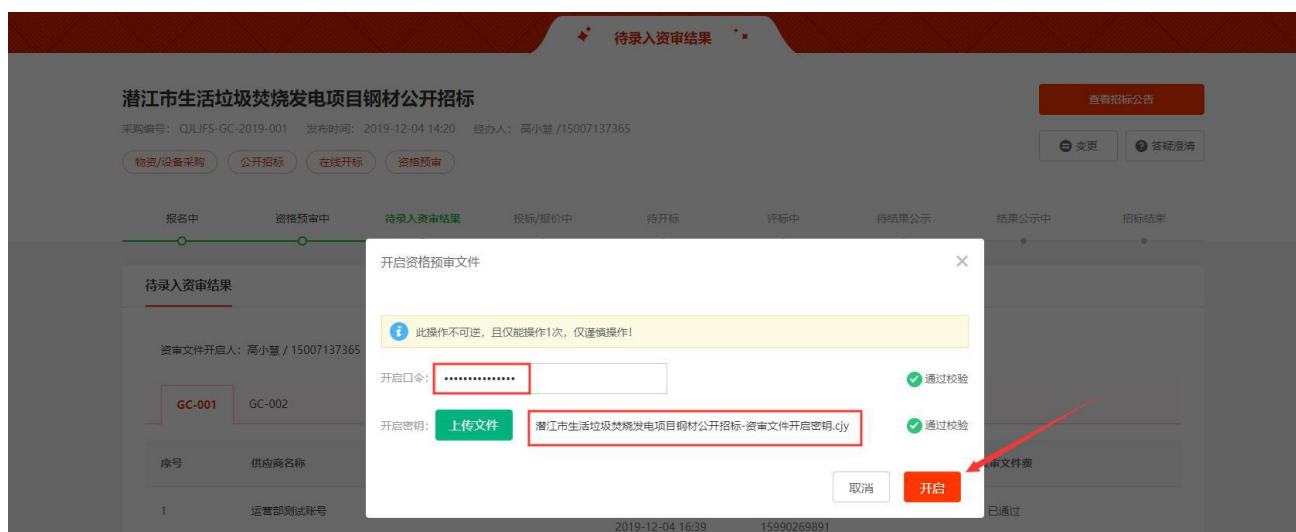 待录入资审结果
潜江市生活垃圾焚烧发电项目钢材公开招标
查看招标公告
采购编号： QJLJFS-GC-2019-001 发布时间： 2019-12-04 14:20 经办人： 高小慧 /15007137365
变更 答疑澄清
物资/设备采购 公开招标 在线开标 资格预审
报名中 资格预审中 待录入资审结果 投标/报价中 待开标 评标中 待结果公示 结果公示中 招标结束
开启资格预审文件
待录入资审结果
此操作不可逆，且仅能操作1次，仅谨慎操作！
资审文件开启人：高小慧 / 15007137365
开启口令： ••••••••••••••• 通过校验
GC-001 GC-002
开启密钥： 上传文件 潜江市生活垃圾焚烧发电项目钢材公开招标-资审文件开启密钥.cjy 通过校验
序号 供应商名称 审文件费
取消 开启
1 运营部测试账号 已通过
2019-12-04 16:39 15990269891